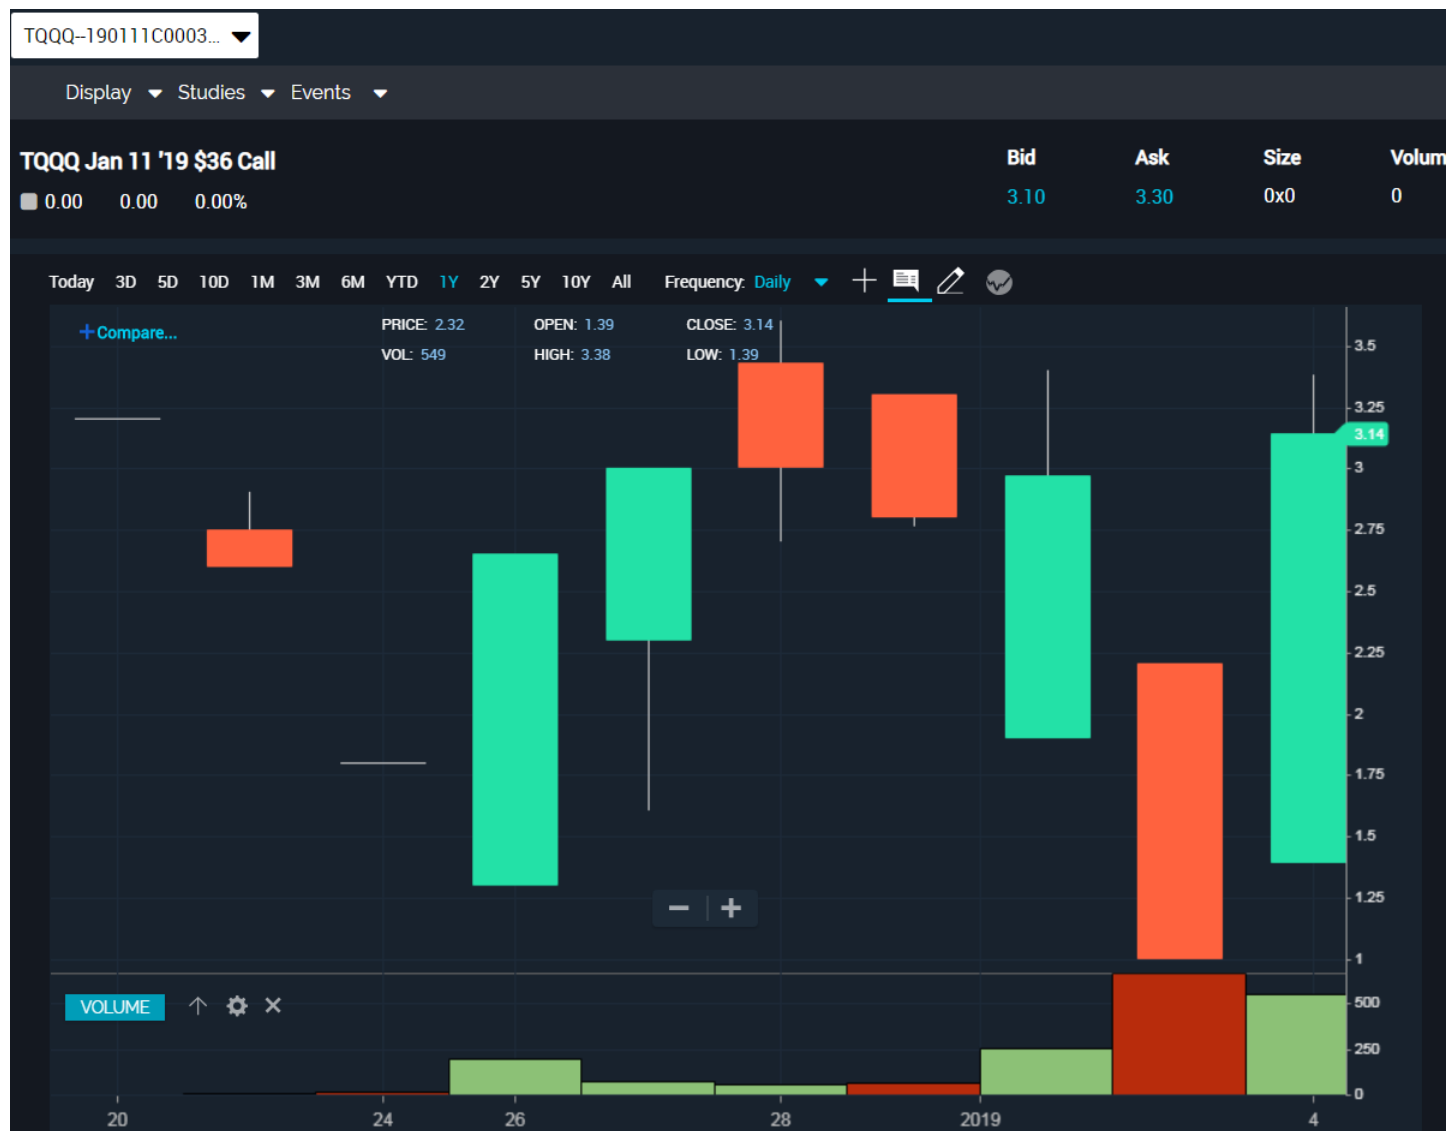 TQQQ--190111C0003...
Display Studies Events
TQQQ Jan 11 '19 $36 Call
0.00 0.00 0.00%
Bid Ask Size Volum
3.10 3.30 0x0 0
Today 3D 5D 10D 1M 3M 6M YTD 1Y 2Y 5Y 10Y All Frequency: Daily
+Compare...
PRICE: 2.32 OPEN: 1.39 CLOSE: 3.14
VOL: 549 HIGH: 3.38 LOW: 1.39
3.5
3.25
3.14
3
2.75
2.5
2.25
2
1.75
1.5
1.25
1
VOLUME
500
250
0
20 24 26 28 2019 4